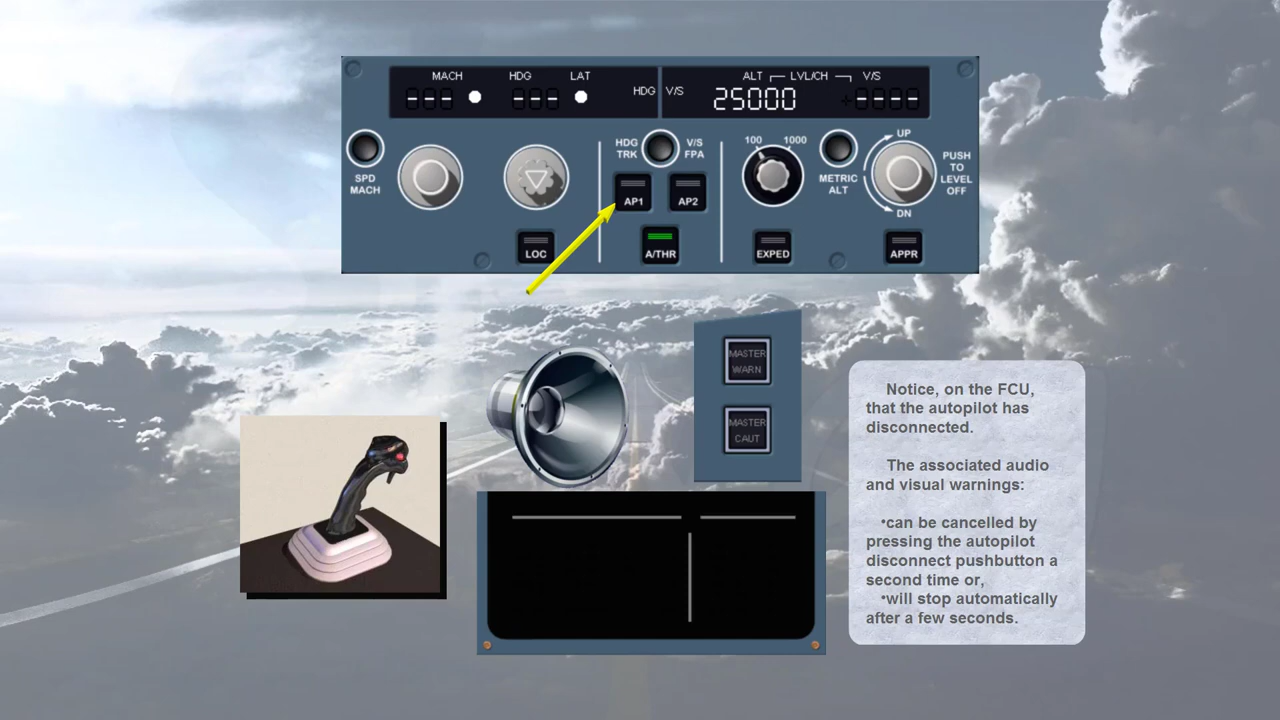 MACH HDG LAT ALT LVL/CH V/S
--- --- HDG V/S 25000 +----
SPD
MACH
HDG
TRK
V/S
FPA
100 1000
METRIC
ALT
UP
PUSH
TO
LEVEL
OFF
DN
AP1 AP2
LOC A/THR EXPED APPR
MASTER
WARN
MASTER
CAUT
Notice, on the FCU,
that the autopilot has
disconnected.
The associated audio
and visual warnings:
•can be cancelled by
pressing the autopilot
disconnect pushbutton a
second time or,
•will stop automatically
after a few seconds.